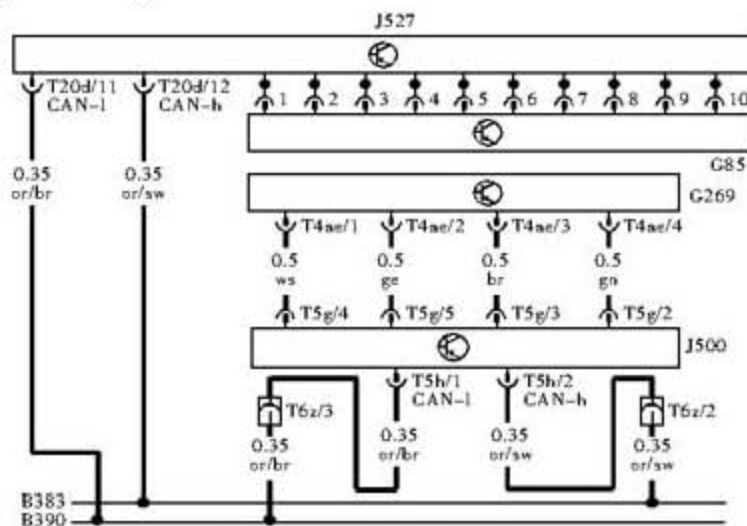 J527
T20d/11 T20d/12
CAN-l CAN-h
1 2 3 4 5 6 7 8 9 10
0.35 0.35
or/br or/sw
G85
G269
T4ae/1 T4ae/2 T4ae/3 T4ae/4
0.5 0.5 0.5 0.5
ws ge br gn
T5g/4 T5g/5 T5g/3 T5g/2
J500
T5h/1 T5h/2
CAN-l CAN-h
T6z/3 T6z/2
0.35 0.35 0.35 0.35
or/br or/br or/sw or/sw
B383
B390